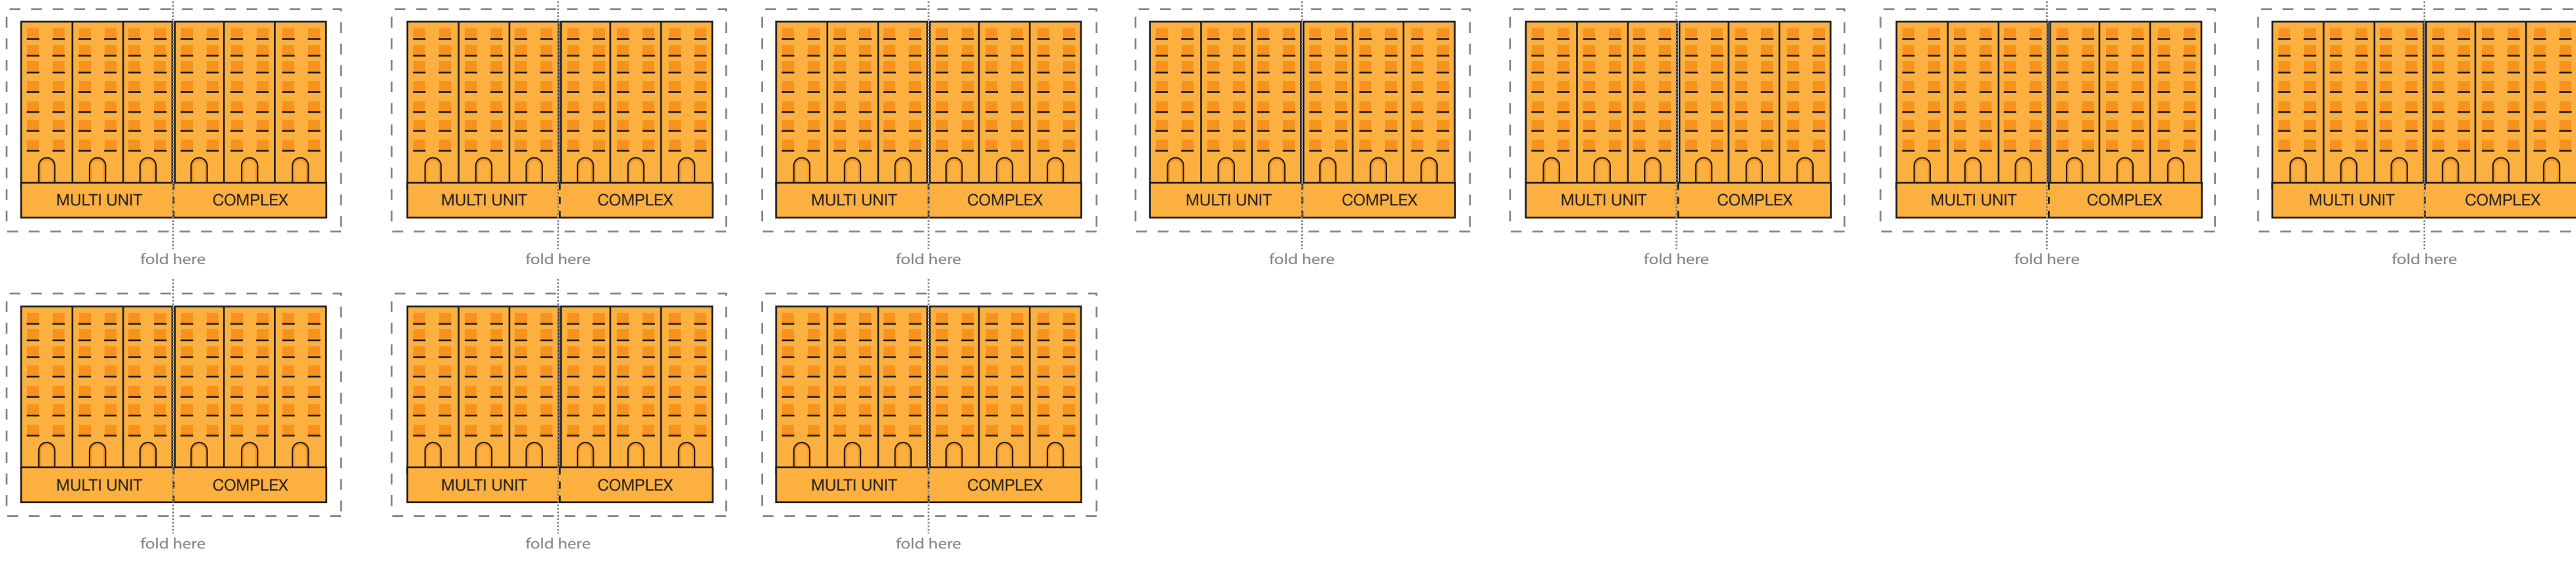 MULTI UNIT COMPLEX MULTI UNIT COMPLEX MULTI UNIT COMPLEX MULTI UNIT COMPLEX MULTI UNIT COMPLEX MULTI UNIT COMPLEX MULTI UNIT COMPLEX
fold here fold here fold here fold here fold here fold here fold here
MULTI UNIT COMPLEX MULTI UNIT COMPLEX MULTI UNIT COMPLEX
fold here fold here fold here